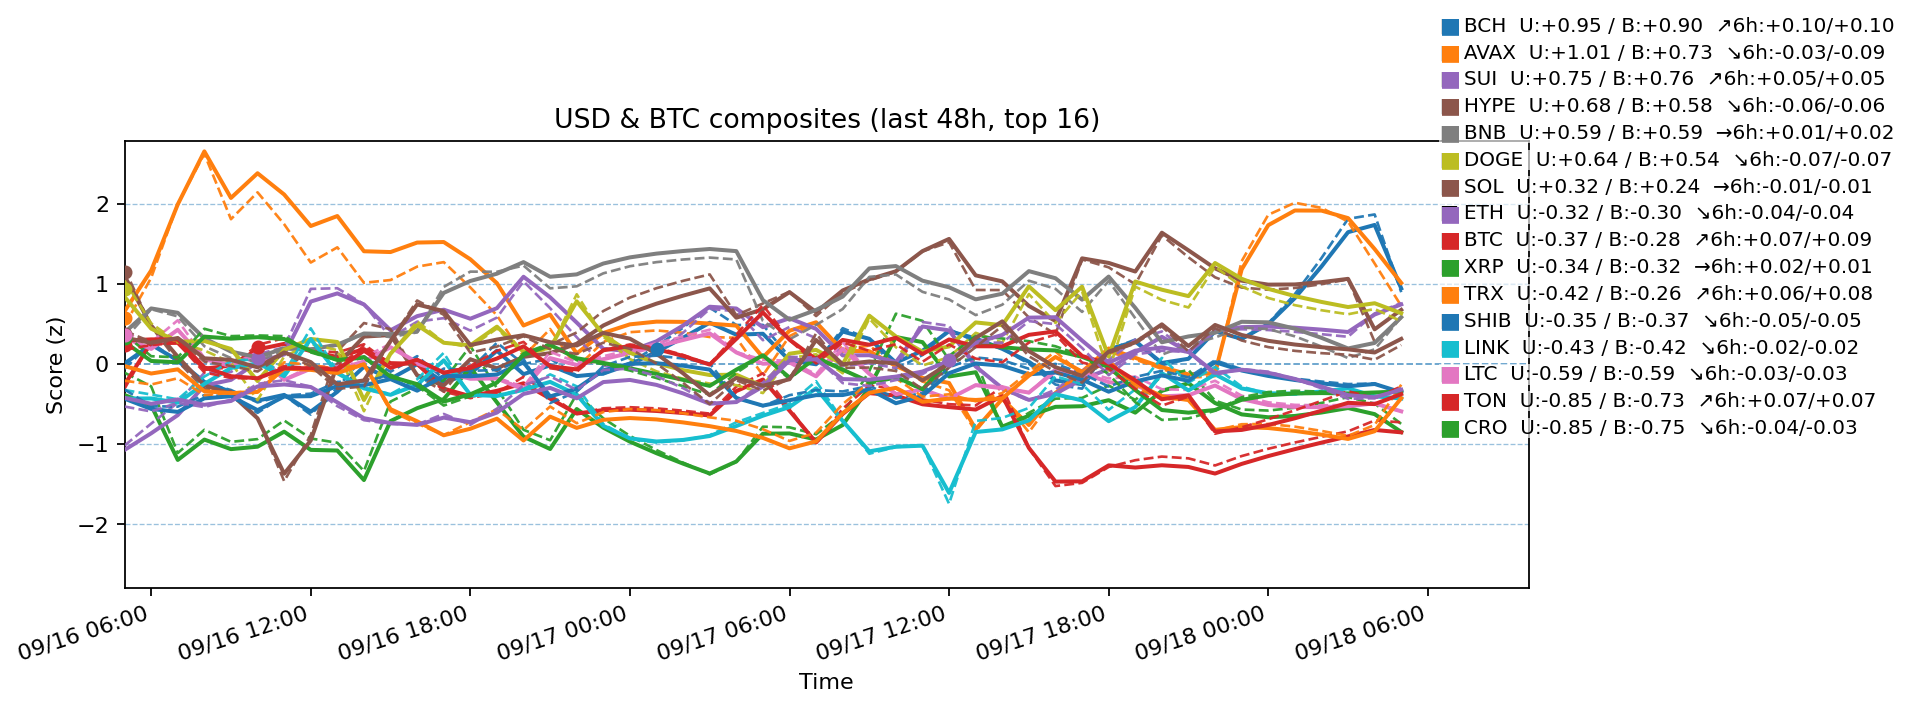 BCH  U:+0.95 / B:+0.90  ↗6h:+0.10/+0.10
AVAX  U:+1.01 / B:+0.73  ↘6h:-0.03/-0.09
SUI  U:+0.75 / B:+0.76  ↗6h:+0.05/+0.05
HYPE  U:+0.68 / B:+0.58  ↘6h:-0.06/-0.06
BNB  U:+0.59 / B:+0.59  →6h:+0.01/+0.02
DOGE  U:+0.64 / B:+0.54  ↘6h:-0.07/-0.07
SOL  U:+0.32 / B:+0.24  →6h:-0.01/-0.01
ETH  U:-0.32 / B:-0.30  ↘6h:-0.04/-0.04
BTC  U:-0.37 / B:-0.28  ↗6h:+0.07/+0.09
XRP  U:-0.34 / B:-0.32  →6h:+0.02/+0.01
TRX  U:-0.42 / B:-0.26  ↗6h:+0.06/+0.08
SHIB  U:-0.35 / B:-0.37  ↘6h:-0.05/-0.05
LINK  U:-0.43 / B:-0.42  ↘6h:-0.02/-0.02
LTC  U:-0.59 / B:-0.59  ↘6h:-0.03/-0.03
TON  U:-0.85 / B:-0.73  ↗6h:+0.07/+0.07
CRO  U:-0.85 / B:-0.75  ↘6h:-0.04/-0.03
USD & BTC composites (last 48h, top 16)
Score (z)
2
1
0
−1
−2
09/16 06:00
09/16 12:00
09/16 18:00
09/17 00:00
09/17 06:00
09/17 12:00
09/17 18:00
09/18 00:00
09/18 06:00
Time